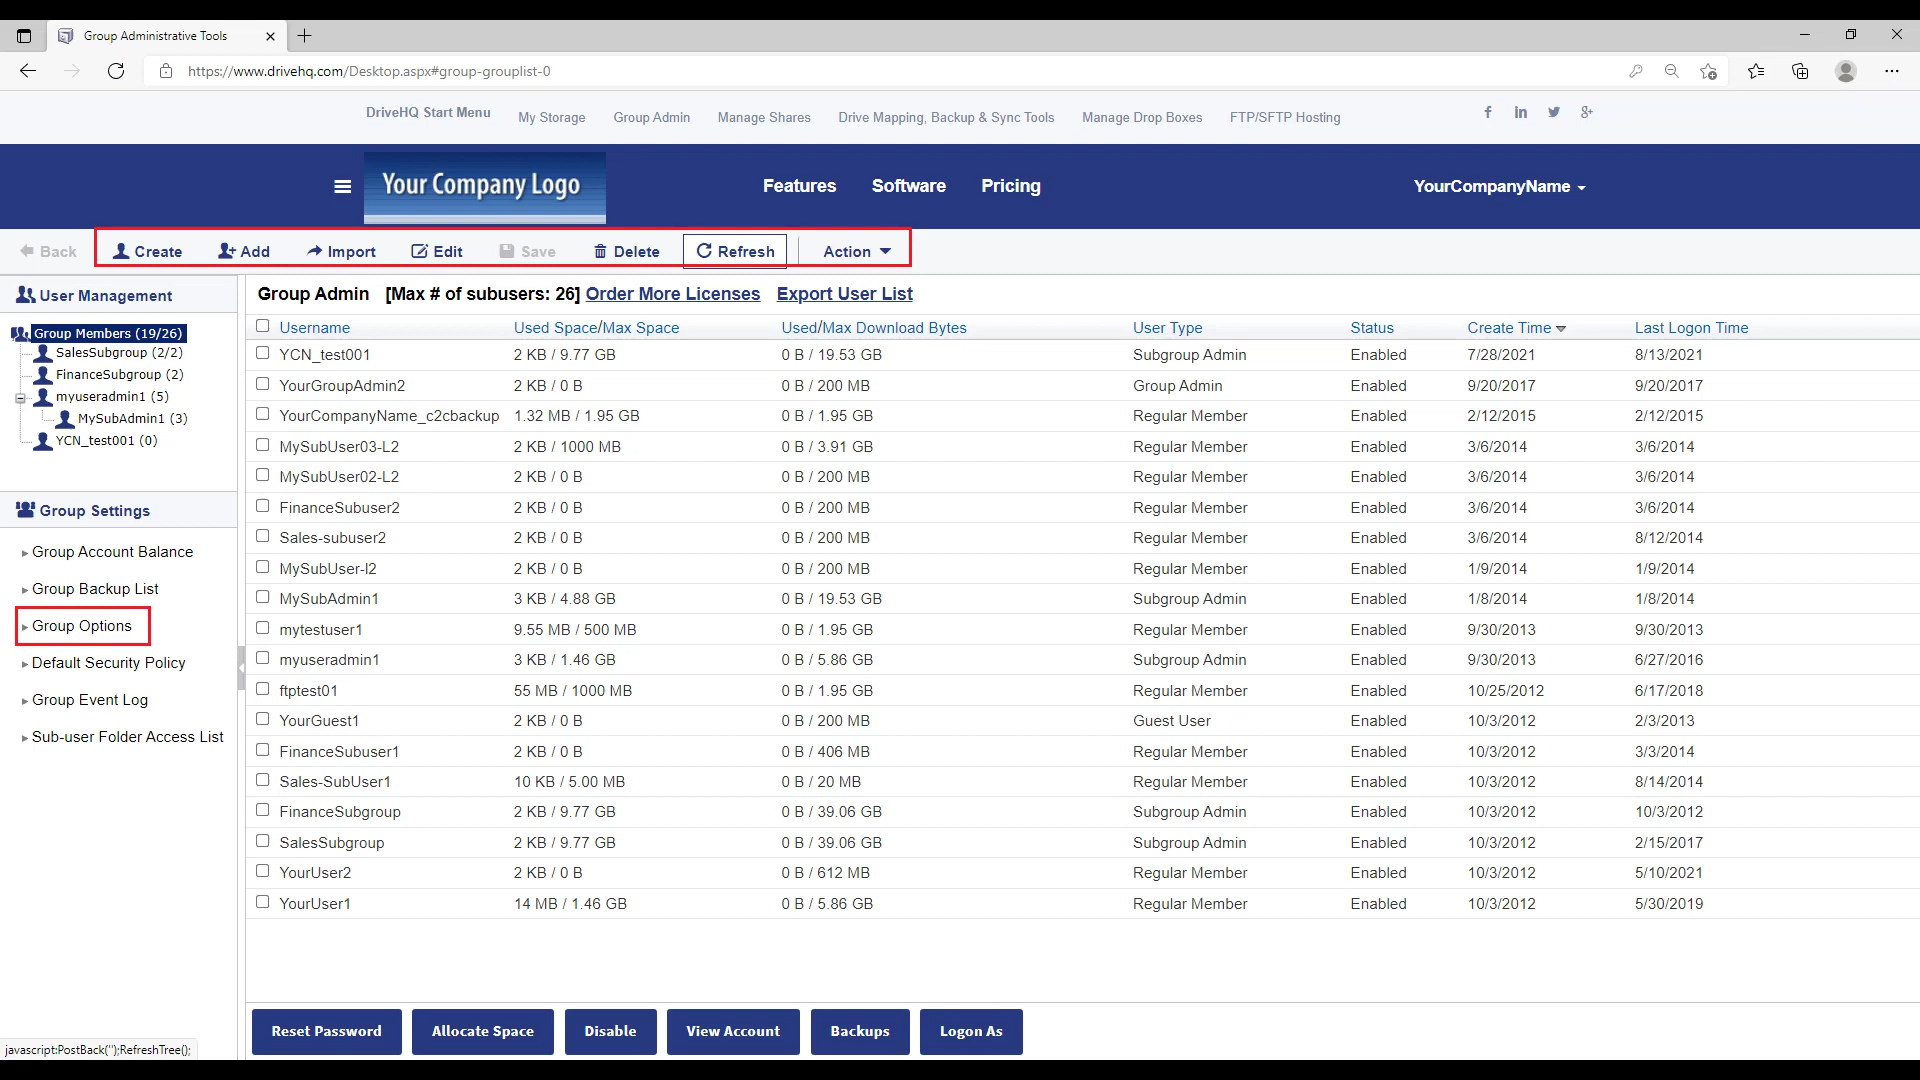 Group Administrative Tools
https://www.drivehq.com/Desktop.aspx#group-grouplist-0
DriveHQ Start Menu My Storage Group Admin Manage Shares Drive Mapping, Backup & Sync Tools Manage Drop Boxes FTP/SFTP Hosting
Your Company Logo Features Software Pricing YourCompanyName
Back Create Add Import Edit Save Delete Refresh Action
User Management
Group Members (19/26)
SalesSubgroup (2/2)
FinanceSubgroup (2)
myuseradmin1 (5)
MySubAdmin1 (3)
YCN_test001 (0)
Group Settings
Group Account Balance
Group Backup List
Group Options
Default Security Policy
Group Event Log
Sub-user Folder Access List
Group Admin [Max # of subusers: 26] Order More Licenses Export User List
Username Used Space/Max Space Used/Max Download Bytes User Type Status Create Time Last Logon Time
YCN_test001 2 KB / 9.77 GB 0 B / 19.53 GB Subgroup Admin Enabled 7/28/2021 8/13/2021
YourGroupAdmin2 2 KB / 0 B 0 B / 200 MB Group Admin Enabled 9/20/2017 9/20/2017
YourCompanyName_c2cbackup 1.32 MB / 1.95 GB 0 B / 1.95 GB Regular Member Enabled 2/12/2015 2/12/2015
MySubUser03-L2 2 KB / 1000 MB 0 B / 3.91 GB Regular Member Enabled 3/6/2014 3/6/2014
MySubUser02-L2 2 KB / 0 B 0 B / 200 MB Regular Member Enabled 3/6/2014 3/6/2014
FinanceSubuser2 2 KB / 0 B 0 B / 200 MB Regular Member Enabled 3/6/2014 3/6/2014
Sales-subuser2 2 KB / 0 B 0 B / 200 MB Regular Member Enabled 3/6/2014 8/12/2014
MySubUser-l2 2 KB / 0 B 0 B / 200 MB Regular Member Enabled 1/9/2014 1/9/2014
MySubAdmin1 3 KB / 4.88 GB 0 B / 19.53 GB Subgroup Admin Enabled 1/8/2014 1/8/2014
mytestuser1 9.55 MB / 500 MB 0 B / 1.95 GB Regular Member Enabled 9/30/2013 9/30/2013
myuseradmin1 3 KB / 1.46 GB 0 B / 5.86 GB Subgroup Admin Enabled 9/30/2013 6/27/2016
ftptest01 55 MB / 1000 MB 0 B / 1.95 GB Regular Member Enabled 10/25/2012 6/17/2018
YourGuest1 2 KB / 0 B 0 B / 200 MB Guest User Enabled 10/3/2012 2/3/2013
FinanceSubuser1 2 KB / 0 B 0 B / 406 MB Regular Member Enabled 10/3/2012 3/3/2014
Sales-SubUser1 10 KB / 5.00 MB 0 B / 20 MB Regular Member Enabled 10/3/2012 8/14/2014
FinanceSubgroup 2 KB / 9.77 GB 0 B / 39.06 GB Subgroup Admin Enabled 10/3/2012 10/3/2012
SalesSubgroup 2 KB / 9.77 GB 0 B / 39.06 GB Subgroup Admin Enabled 10/3/2012 2/15/2017
YourUser2 2 KB / 0 B 0 B / 612 MB Regular Member Enabled 10/3/2012 5/10/2021
YourUser1 14 MB / 1.46 GB 0 B / 5.86 GB Regular Member Enabled 10/3/2012 5/30/2019
Reset Password Allocate Space Disable View Account Backups Logon As
javascript:PostBack('');RefreshTree();